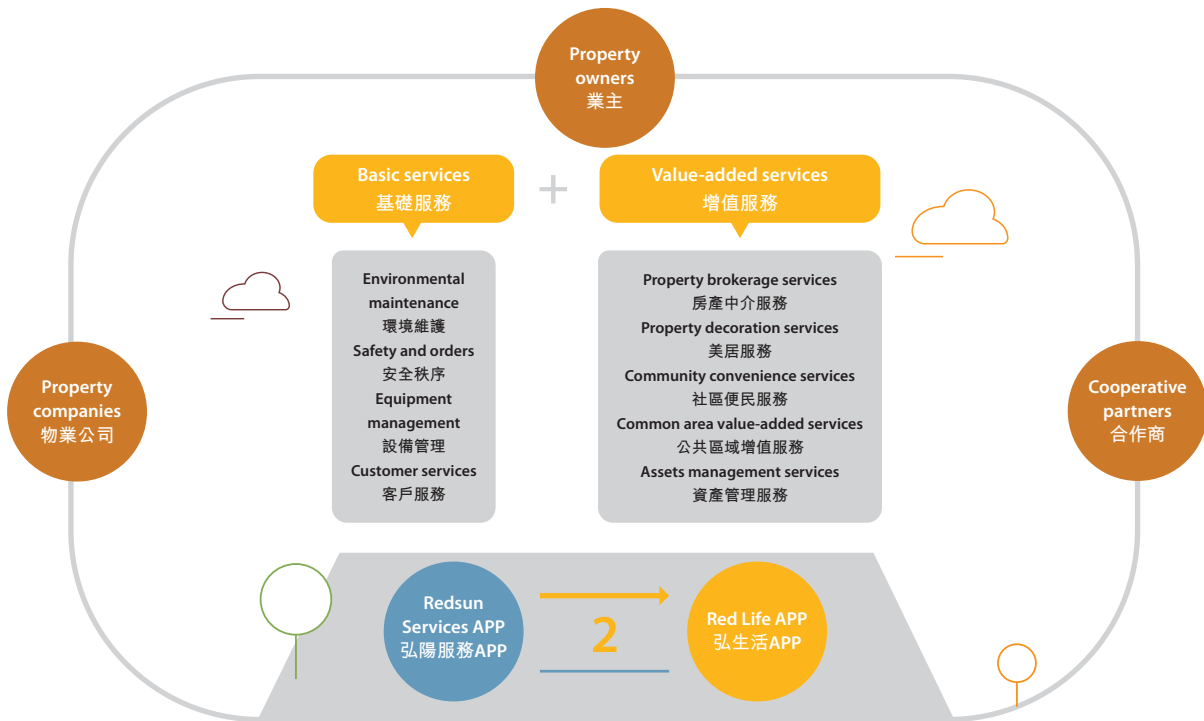 Property
owners
業主
Basic services
基礎服務
+
Value-added services
增值服務
Environmental
maintenance
環境維護
Safety and orders
安全秩序
Equipment
management
設備管理
Customer services
客戶服務
Property brokerage services
房產中介服務
Property decoration services
美居服務
Community convenience services
社區便民服務
Common area value-added services
公共區域增值服務
Assets management services
資產管理服務
Property
companies
物業公司
Cooperative
partners
合作商
Redsun
Services APP
弘陽服務APP
2
Red Life APP
弘生活APP